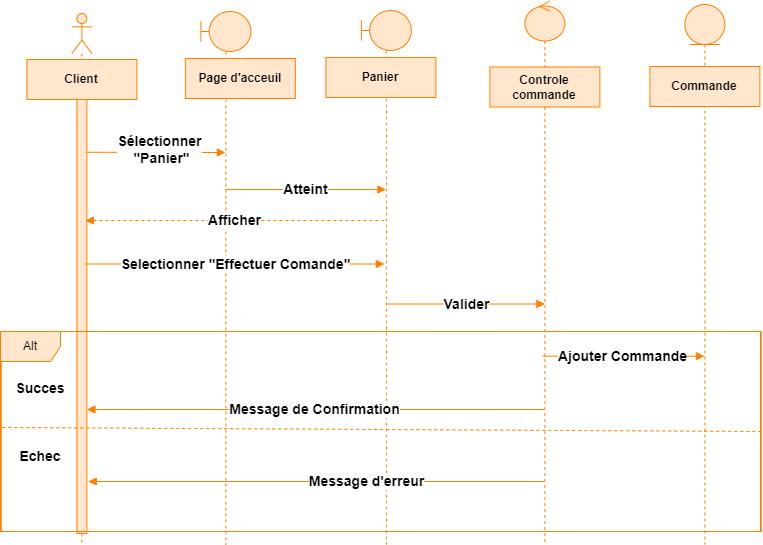 Client
Page d'acceuil
Panier
Controle
commande
Commande
Sélectionner
"Panier"
Atteint
Afficher
Selectionner "Effectuer Comande"
Valider
Alt
Ajouter Commande
Succes
Message de Confirmation
Echec
Message d'erreur